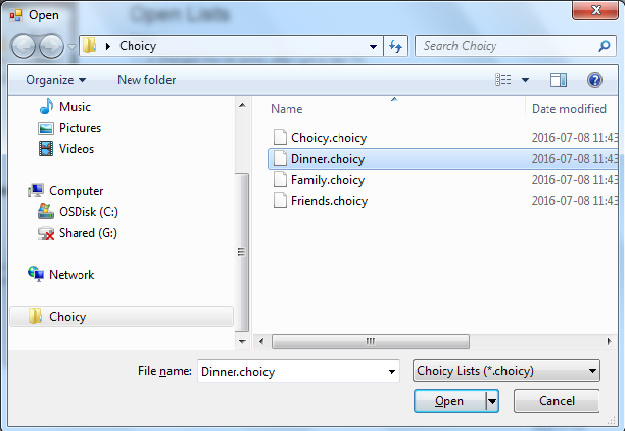 Open
Open Lists
Choicy
Search Choicy
Organize
New folder
Music
Pictures
Videos
Computer
OSDisk (C:)
Shared (G:)
Network
Choicy
Name
Date modified
Choicy.choicy
2016-07-08 11:43
Dinner.choicy
2016-07-08 11:43
Family.choicy
2016-07-08 11:43
Friends.choicy
2016-07-08 11:43
File name:
Dinner.choicy
Choicy Lists (*.choicy)
Open
Cancel